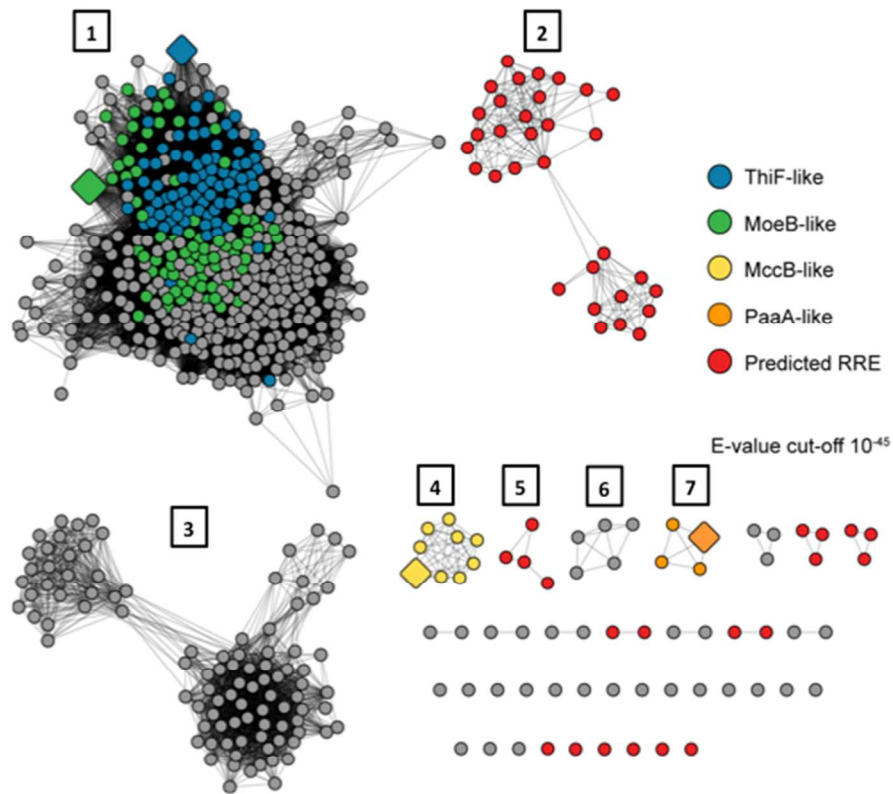 1
2
ThiF-like
MoeB-like
MccB-like
PaaA-like
Predicted RRE
E-value cut-off 10⁻⁴⁵
3
4
5
6
7